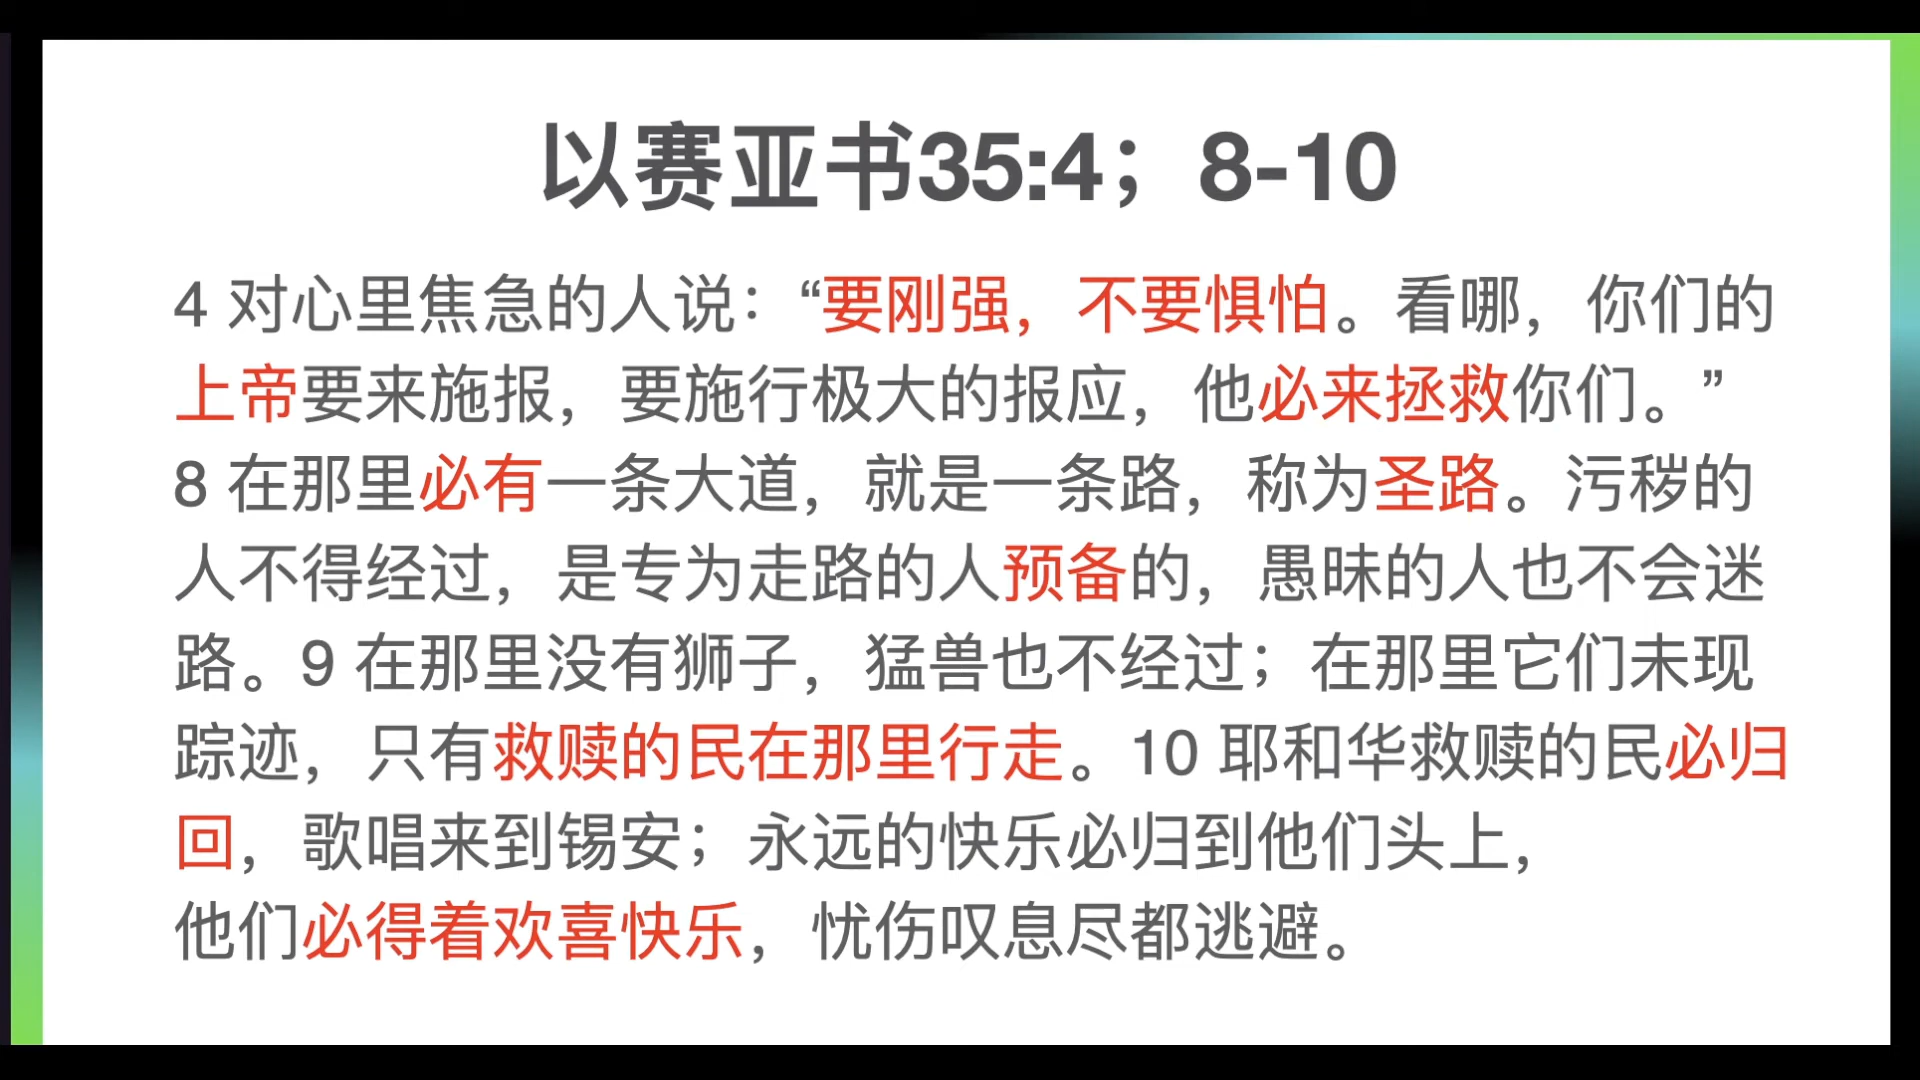 以赛亚书35:4；8-10
4 对心里焦急的人说：“要刚强，不要惧怕。看哪，你们的
上帝要来施报，要施行极大的报应，他必来拯救你们。”
8 在那里必有一条大道，就是一条路，称为圣路。污秽的
人不得经过，是专为走路的人预备的，愚昧的人也不会迷
路。9 在那里没有狮子，猛兽也不经过；在那里它们未现
踪迹，只有救赎的民在那里行走。10 耶和华救赎的民必归
回，歌唱来到锡安；永远的快乐必归到他们头上，
他们必得着欢喜快乐，忧伤叹息尽都逃避。